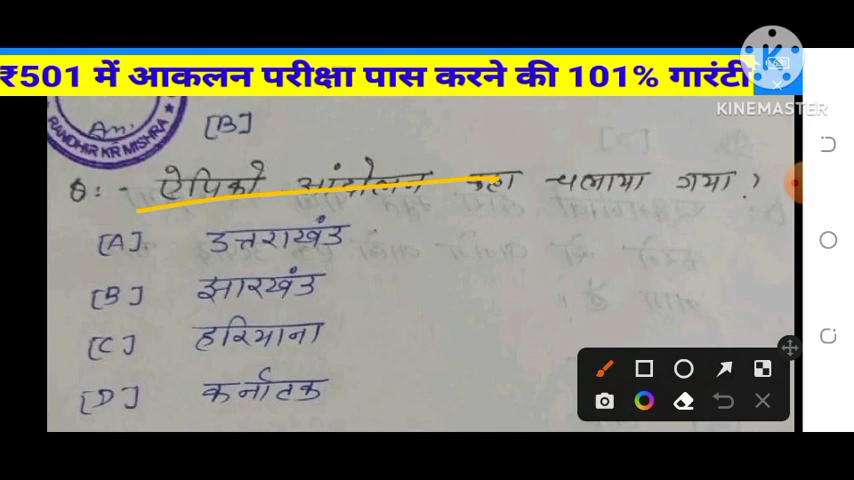 ₹501 में आकलन परीक्षा पास करने की 101% गारंटी
KINEMASTER
RANDHIR KR MISHRA
[B]
Q: - ऐपिको आंदोलन कहा चलाया गया ?
[A] उत्तराखंड
[B] झारखंड
[C] हरियाना
[D] कर्नाटक